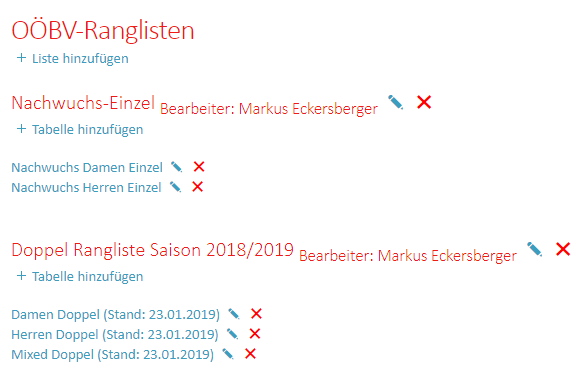 OÖBV-Ranglisten
+ Liste hinzufügen
Nachwuchs-Einzel Bearbeiter: Markus Eckersberger
+ Tabelle hinzufügen
Nachwuchs Damen Einzel
Nachwuchs Herren Einzel
Doppel Rangliste Saison 2018/2019 Bearbeiter: Markus Eckersberger
+ Tabelle hinzufügen
Damen Doppel (Stand: 23.01.2019)
Herren Doppel (Stand: 23.01.2019)
Mixed Doppel (Stand: 23.01.2019)